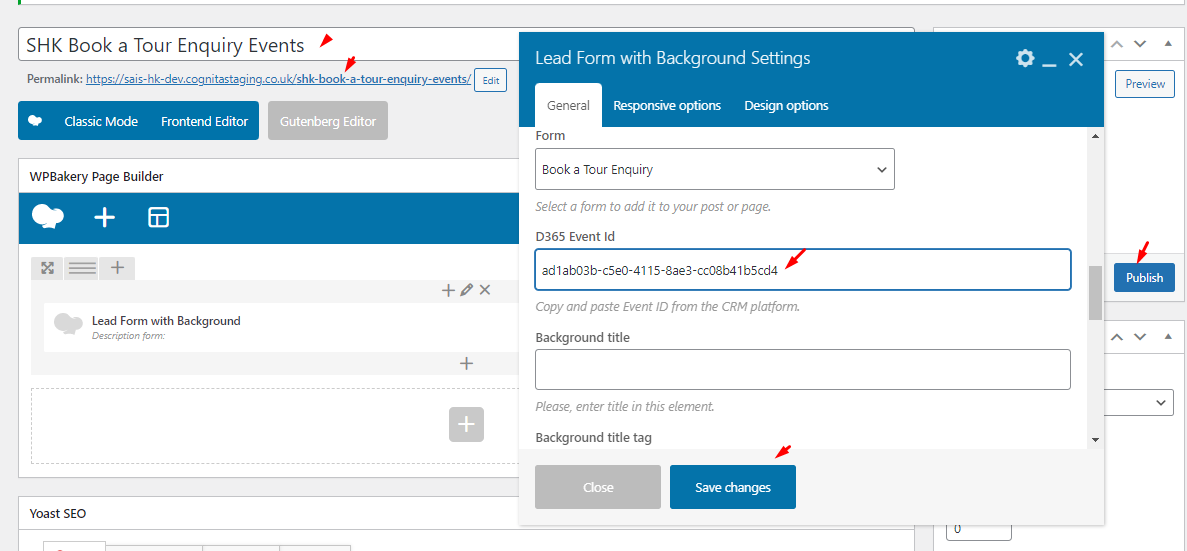 SHK Book a Tour Enquiry Events
Permalink: https://sais-hk-dev.cognitastaging.co.uk/shk-book-a-tour-enquiry-events/ Edit
Classic Mode Frontend Editor Gutenberg Editor
WPBakery Page Builder
Lead Form with Background
Description form:
Yoast SEO
Lead Form with Background Settings
General Responsive options Design options
Form
Book a Tour Enquiry
Select a form to add it to your post or page.
D365 Event Id
ad1ab03b-c5e0-4115-8ae3-cc08b41b5cd4
Copy and paste Event ID from the CRM platform.
Background title
Please, enter title in this element.
Background title tag
Close Save changes
Preview
Publish
0